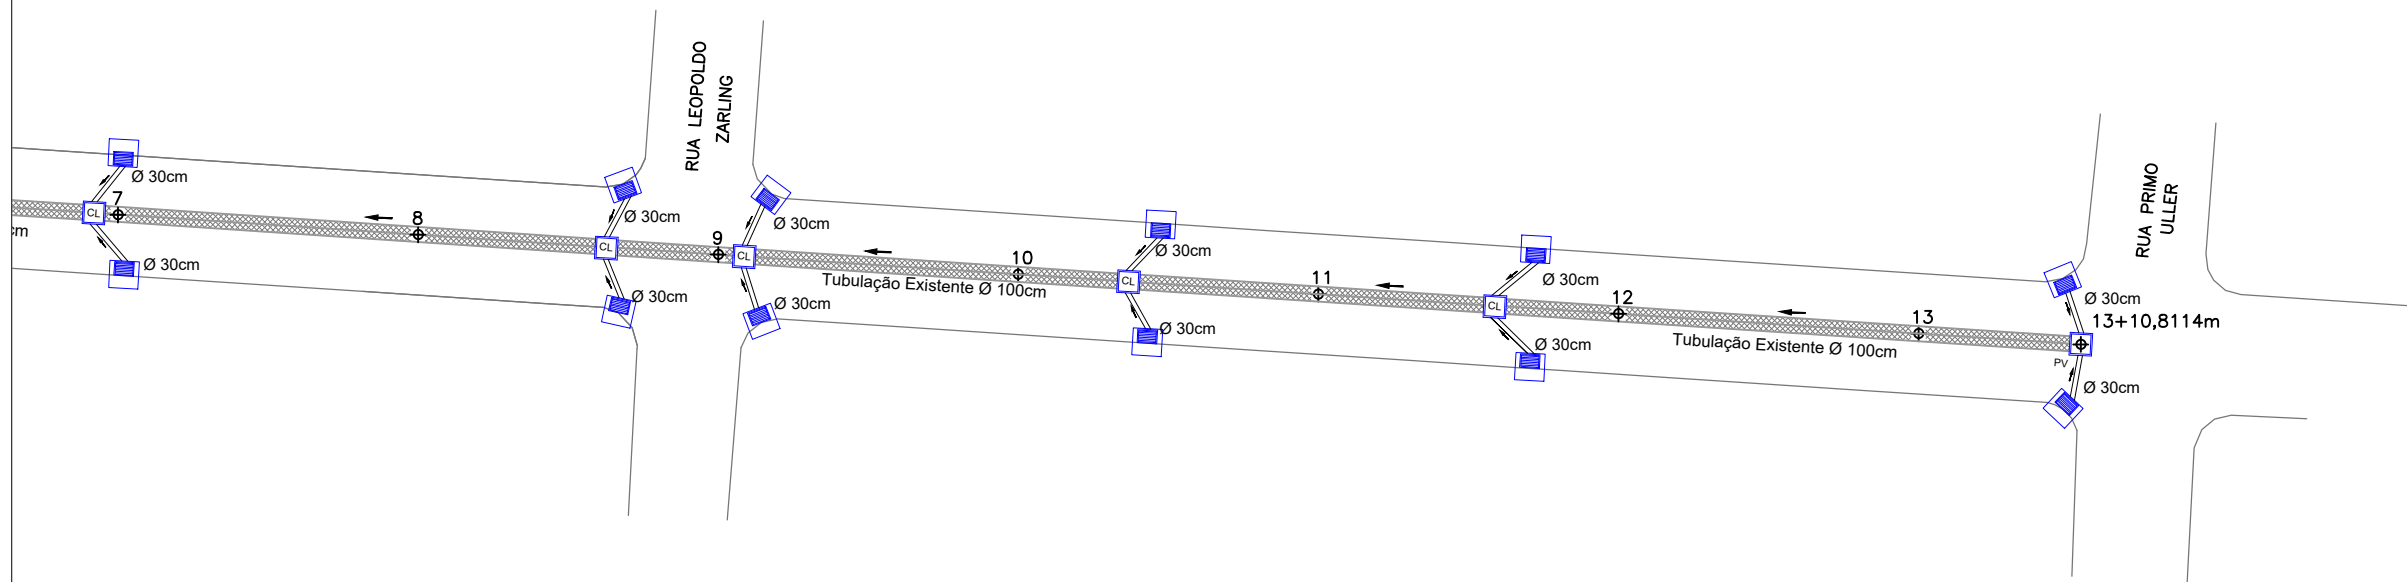 RUA LEOPOLDO
ZARLING
RUA PRIMO
ULLER
Ø 30cm
7
CL
cm
Ø 30cm
8
Ø 30cm
CL
Ø 30cm
9
Ø 30cm
CL
Ø 30cm
10
Tubulação Existente Ø 100cm
Ø 30cm
CL
Ø 30cm
11
Ø 30cm
CL
Ø 30cm
12
Tubulação Existente Ø 100cm
13
Ø 30cm
13+10,8114m
PV
Ø 30cm